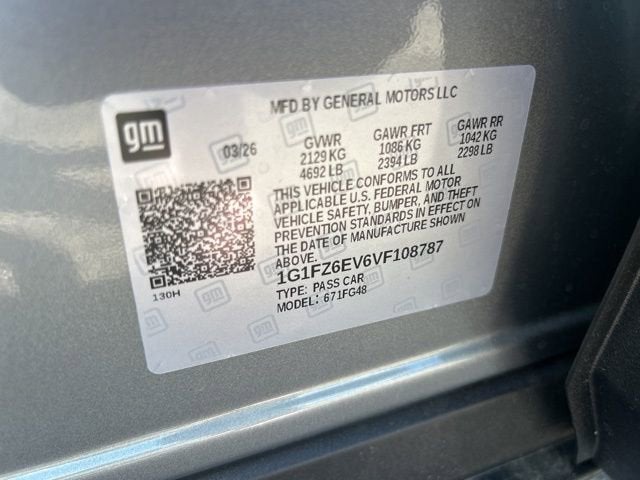 MFD BY GENERAL MOTORS LLC
gm
03/26
GVWR
2129 KG
4692 LB
GAWR FRT
1086 KG
2394 LB
GAWR RR
1042 KG
2298 LB
THIS VEHICLE CONFORMS TO ALL
APPLICABLE U.S. FEDERAL MOTOR
VEHICLE SAFETY, BUMPER, AND THEFT
PREVENTION STANDARDS IN EFFECT ON
THE DATE OF MANUFACTURE SHOWN
ABOVE.
1G1FZ6EV6VF108787
TYPE: PASS CAR
MODEL: 671FG48
130H